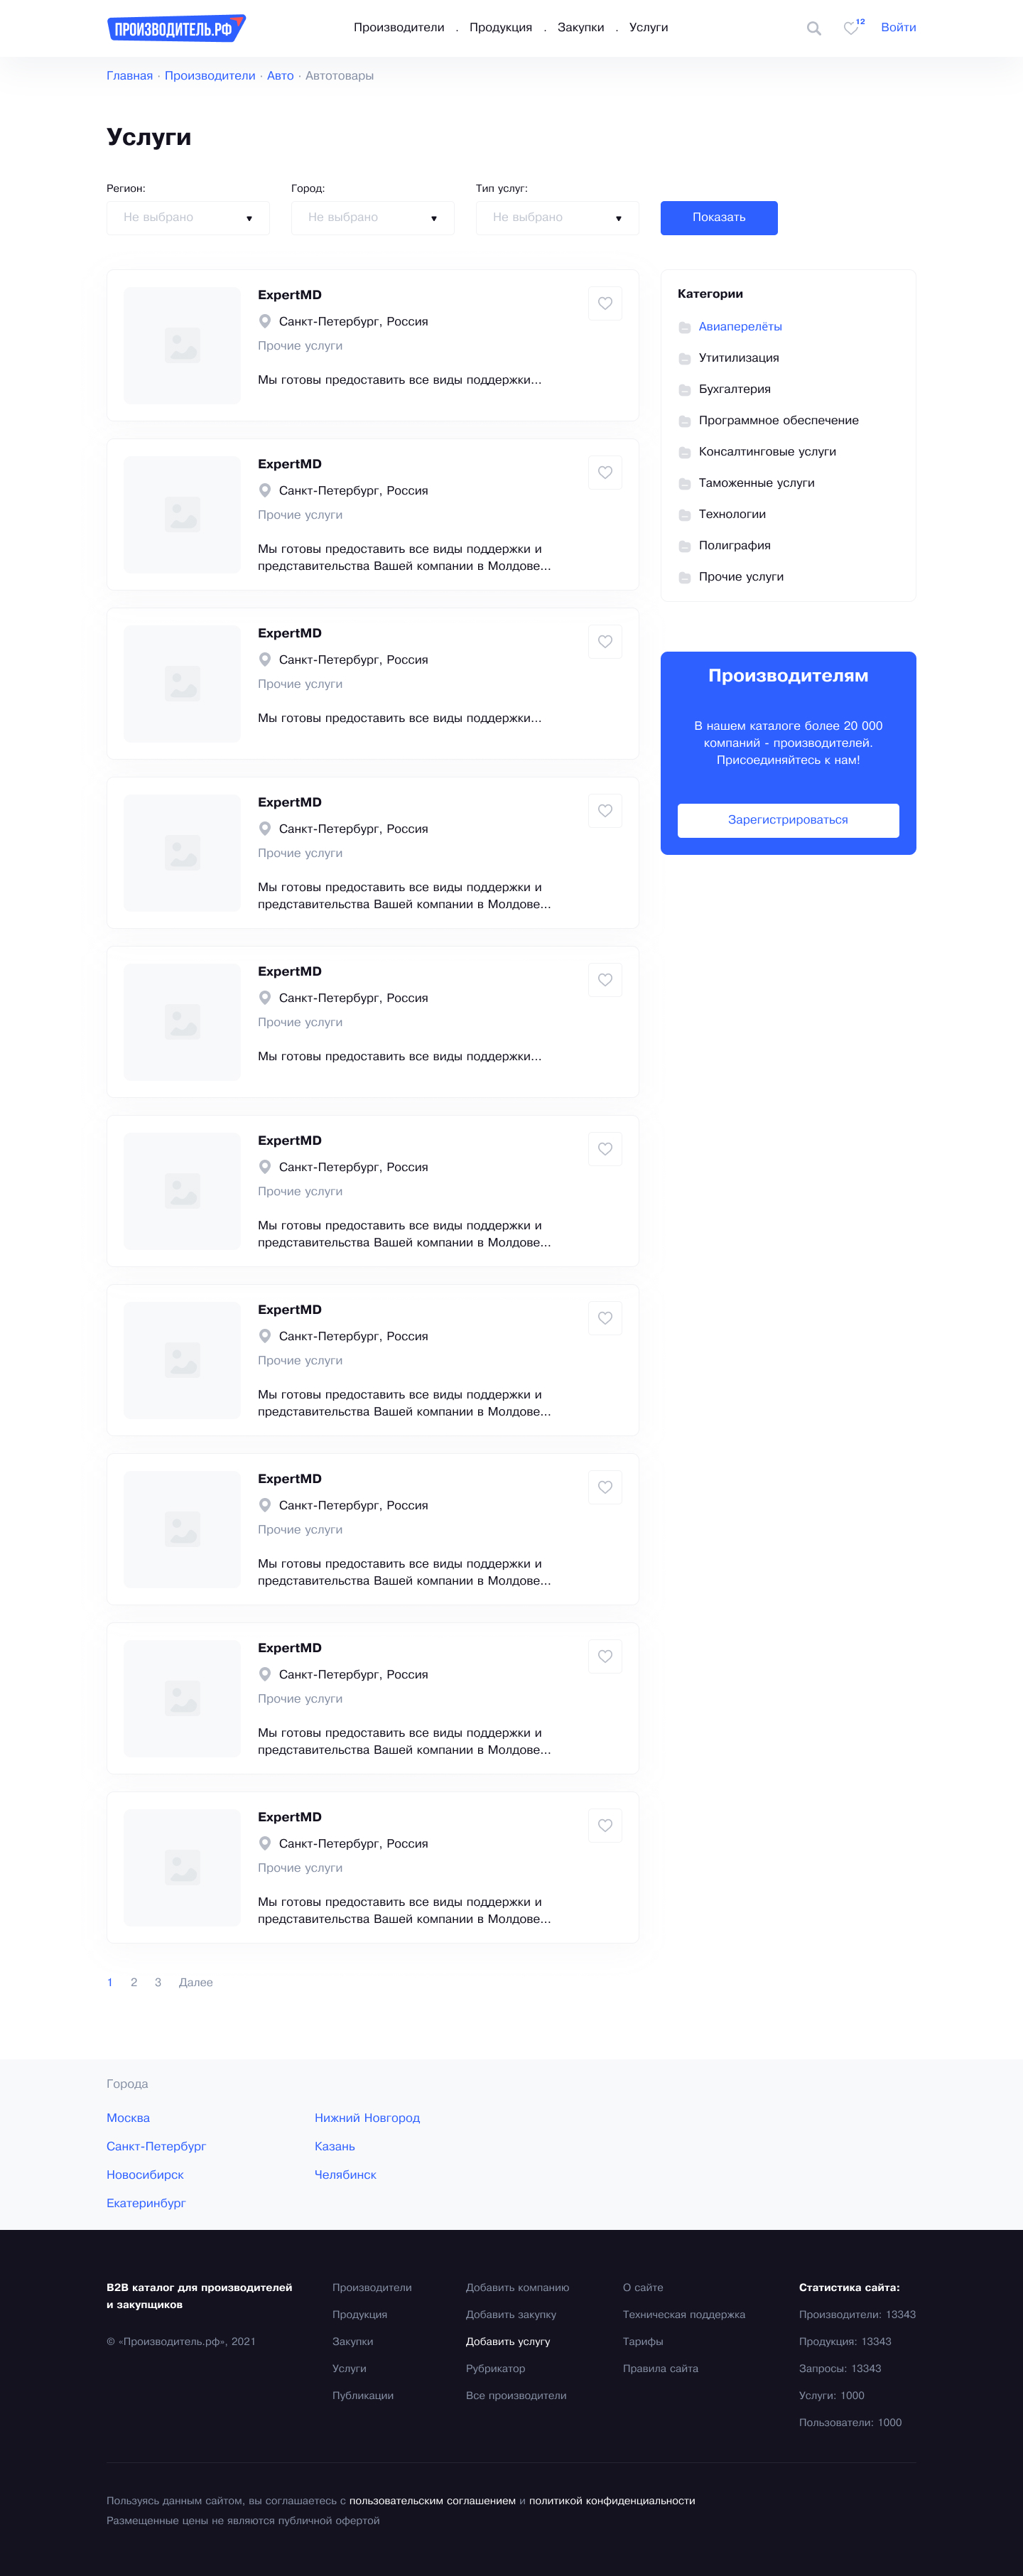 ПРОИЗВОДИТЕЛЬ.РФ
Производители . Продукция . Закупки . Услуги
12
Войти
Главная · Производители · Авто · Автотовары
Услуги
Регион:
Не выбрано
Город:
Не выбрано
Тип услуг:
Не выбрано
Показать
ExpertMD
Санкт-Петербург, Россия
Прочие услуги
Мы готовы предоставить все виды поддержки...
ExpertMD
Санкт-Петербург, Россия
Прочие услуги
Мы готовы предоставить все виды поддержки и
представительства Вашей компании в Молдове...
ExpertMD
Санкт-Петербург, Россия
Прочие услуги
Мы готовы предоставить все виды поддержки...
ExpertMD
Санкт-Петербург, Россия
Прочие услуги
Мы готовы предоставить все виды поддержки и
представительства Вашей компании в Молдове...
ExpertMD
Санкт-Петербург, Россия
Прочие услуги
Мы готовы предоставить все виды поддержки...
ExpertMD
Санкт-Петербург, Россия
Прочие услуги
Мы готовы предоставить все виды поддержки и
представительства Вашей компании в Молдове...
ExpertMD
Санкт-Петербург, Россия
Прочие услуги
Мы готовы предоставить все виды поддержки и
представительства Вашей компании в Молдове...
ExpertMD
Санкт-Петербург, Россия
Прочие услуги
Мы готовы предоставить все виды поддержки и
представительства Вашей компании в Молдове...
ExpertMD
Санкт-Петербург, Россия
Прочие услуги
Мы готовы предоставить все виды поддержки и
представительства Вашей компании в Молдове...
ExpertMD
Санкт-Петербург, Россия
Прочие услуги
Мы готовы предоставить все виды поддержки и
представительства Вашей компании в Молдове...
1 2 3 Далее
Категории
Авиаперелёты
Утитилизация
Бухгалтерия
Программное обеспечение
Консалтинговые услуги
Таможенные услуги
Технологии
Полиграфия
Прочие услуги
Производителям
В нашем каталоге более 20 000
компаний - производителей.
Присоединяйтесь к нам!
Зарегистрироваться
Города
Москва
Санкт-Петербург
Новосибирск
Екатеринбург
Нижний Новгород
Казань
Челябинск
B2B каталог для производителей
и закупщиков
© «Производитель.рф», 2021
Производители
Продукция
Закупки
Услуги
Публикации
Добавить компанию
Добавить закупку
Добавить услугу
Рубрикатор
Все производители
О сайте
Техническая поддержка
Тарифы
Правила сайта
Статистика сайта:
Производители: 13343
Продукция: 13343
Запросы: 13343
Услуги: 1000
Пользователи: 1000
Пользуясь данным сайтом, вы соглашаетесь с пользовательским соглашением и политикой конфиденциальности
Размещенные цены не являются публичной офертой